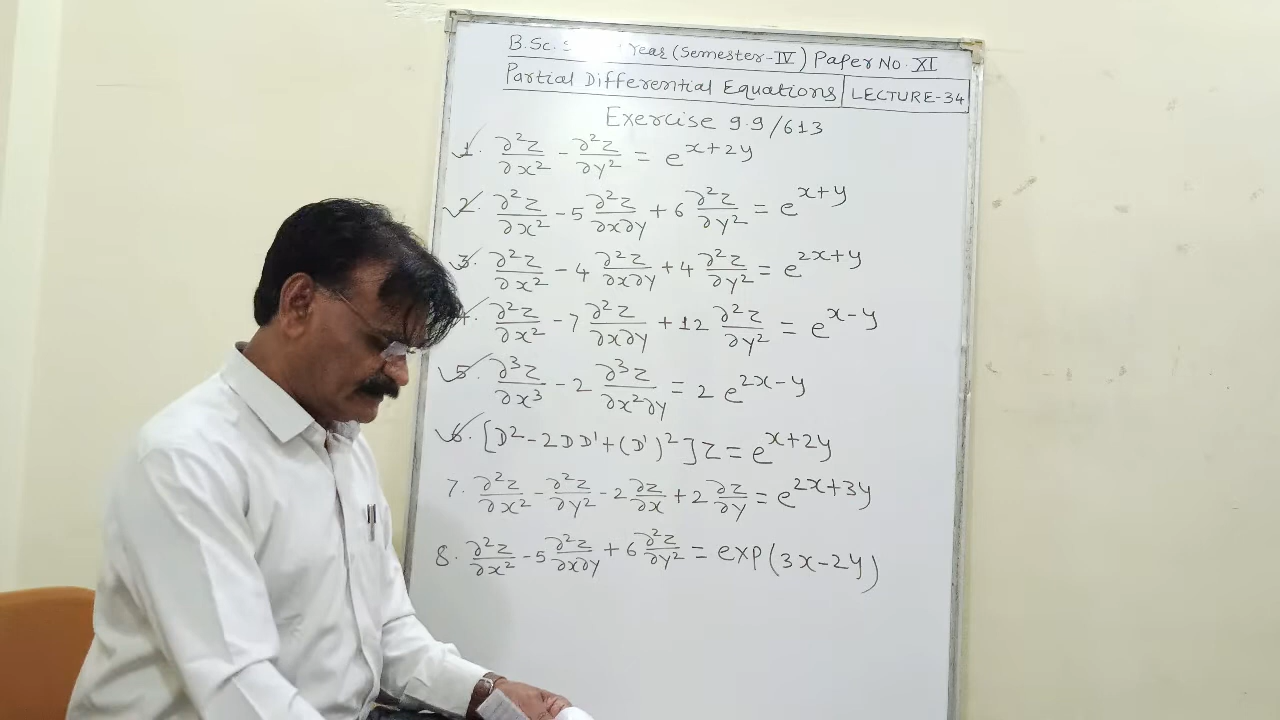 B.Sc. Year (Semester-IV) Paper No. XI
Partial Differential Equations LECTURE-34
Exercise 9.9/613
1. ∂²z/∂x² - ∂²z/∂y² = e^(x+2y)
2. ∂²z/∂x² - 5 ∂²z/∂x∂y + 6 ∂²z/∂y² = e^(x+y)
3. ∂²z/∂x² - 4 ∂²z/∂x∂y + 4 ∂²z/∂y² = e^(2x+y)
4. ∂²z/∂x² - 7 ∂²z/∂x∂y + 12 ∂²z/∂y² = e^(x-y)
5. ∂³z/∂x³ - 2 ∂³z/∂x²∂y = 2 e^(2x-y)
6. [D² - 2DD' + (D')²] z = e^(x+2y)
7. ∂²z/∂x² - ∂²z/∂y² - 2 ∂z/∂x + 2 ∂z/∂y = e^(2x+3y)
8. ∂²z/∂x² - 5 ∂²z/∂x∂y + 6 ∂²z/∂y² = exp(3x-2y)